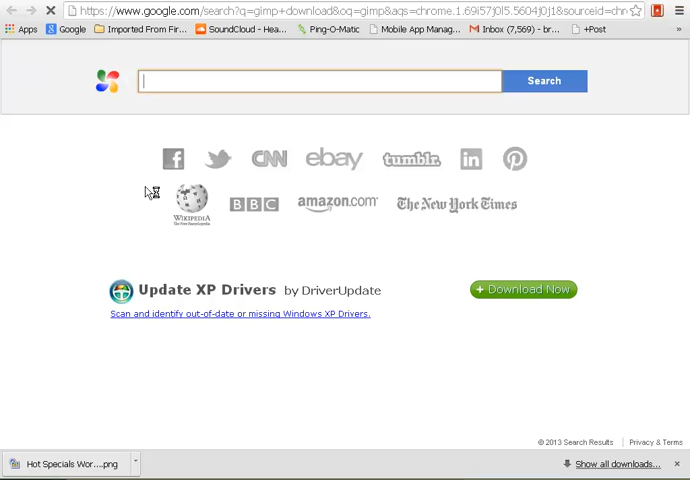 https://www.google.com/search?q=gimp+download&oq=gimp&aqs=chrome.1.69i57j0l5.5604j0j1&sourceid=chr
Apps Google Imported From Fir... SoundCloud - Hea... Ping-O-Matic Mobile App Manag... Inbox (7,569) - br... +Post »
Search
CNN ebay tumblr. in
WIKIPEDIA
The Free Encyclopedia
BBC amazon.com The New York Times
Update XP Drivers by DriverUpdate + Download Now
Scan and identify out-of-date or missing Windows XP Drivers.
© 2013 Search Results Privacy & Terms
Hot Specials Wor....png Show all downloads...